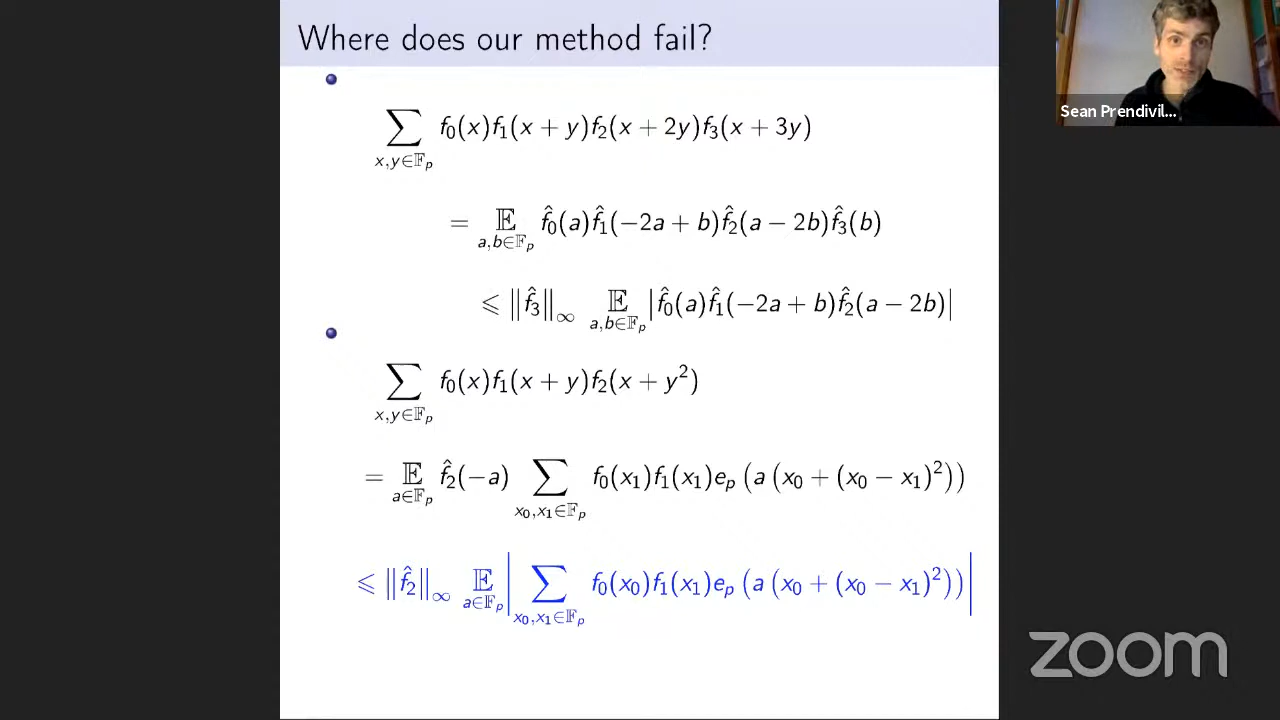 Where does our method fail?
∑_{x,y∈𝔽_p} f_0(x)f_1(x + y)f_2(x + 2y)f_3(x + 3y)
= 𝔼_{a,b∈𝔽_p} f̂_0(a)f̂_1(−2a + b)f̂_2(a − 2b)f̂_3(b)
⩽ ‖f̂_3‖_∞ 𝔼_{a,b∈𝔽_p} |f̂_0(a)f̂_1(−2a + b)f̂_2(a − 2b)|
∑_{x,y∈𝔽_p} f_0(x)f_1(x + y)f_2(x + y^2)
= 𝔼_{a∈𝔽_p} f̂_2(−a) ∑_{x_0,x_1∈𝔽_p} f_0(x_1)f_1(x_1)e_p (a (x_0 + (x_0 − x_1)^2))
⩽ ‖f̂_2‖_∞ 𝔼_{a∈𝔽_p} |∑_{x_0,x_1∈𝔽_p} f_0(x_0)f_1(x_1)e_p (a (x_0 + (x_0 − x_1)^2))|
Sean Prendivil...
zoom